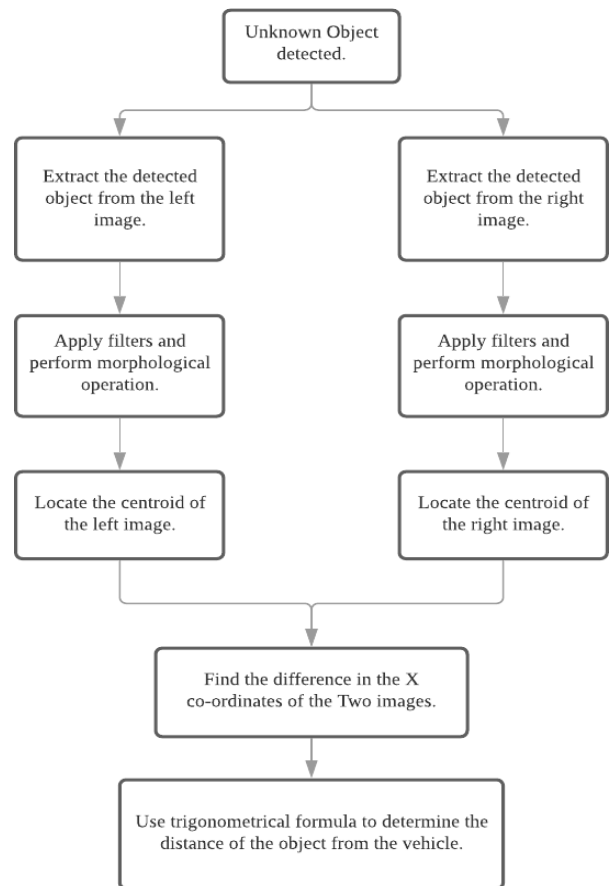 Unknown Object
detected.
Extract the detected
object from the left
image.
Extract the detected
object from the right
image.
Apply filters and
perform morphological
operation.
Apply filters and
perform morphological
operation.
Locate the centroid of
the left image.
Locate the centroid of
the right image.
Find the difference in the X
co-ordinates of the Two images.
Use trigonometrical formula to determine the
distance of the object from the vehicle.